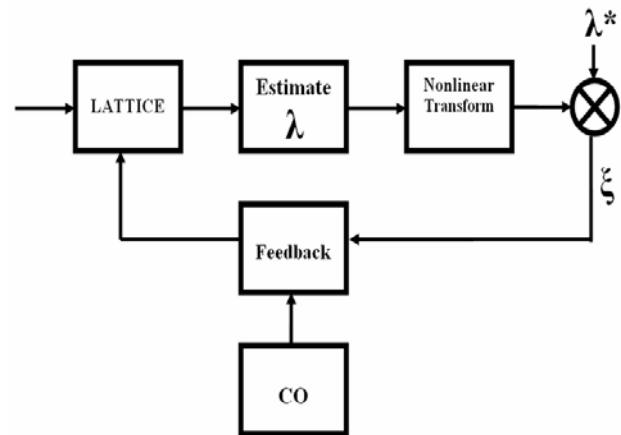 λ*
LATTICE
Estimate
λ
Nonlinear
Transform
ξ
Feedback
CO